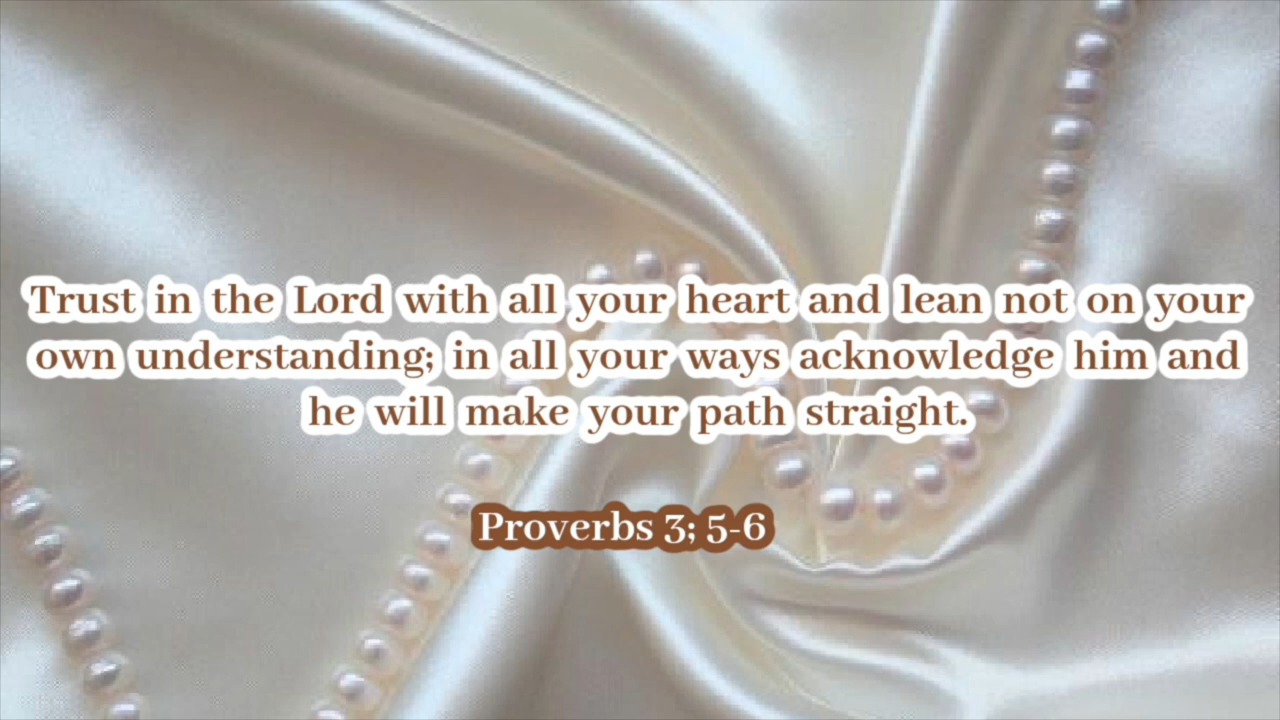 Trust in the Lord with all your heart and lean not on your
own understanding; in all your ways acknowledge him and
he will make your path straight.
Proverbs 3; 5-6